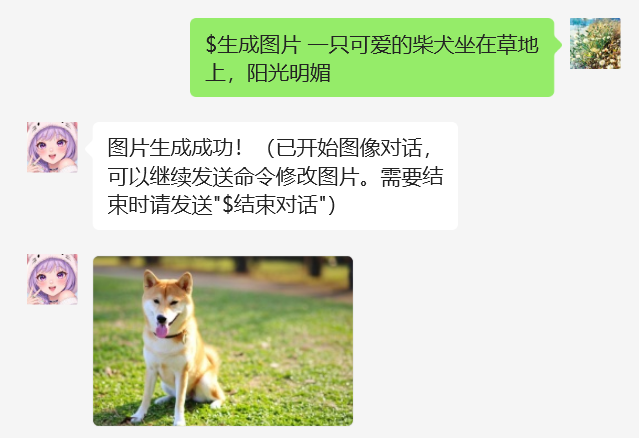 $生成图片 一只可爱的柴犬坐在草地
上，阳光明媚
图片生成成功！（已开始图像对话，
可以继续发送命令修改图片。需要结
束时请发送"$结束对话"）